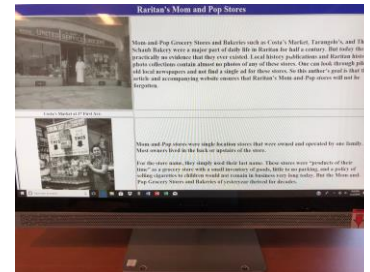 Raritan's Mom and Pop Stores
Mom and Pop Grocery Stores and Bakeries such as Costa's Market, Tarangolo's, and Th
Schaub Bakery were a major part of daily life in Raritan for half a century. But today the
practically no evidence that they ever existed. Local history publications and Raritan hom
photo collections contain almost no photos of any of these stores. One can look through pil
old local newspapers and not find a single ad for these stores. So this author's goal is that t
article and accompanying website ensures that Raritan's Mom and Pop stores will not be
forgotten.
Costa's Market at 1st Ave.
Mom and Pop stores were single location stores that were owned and operated by one family.
Most owners lived in the back or upstairs of the store.
For the store name, they simply used their last name. These stores were "products of their
time" as a grocery store with a small inventory of goods, little to no parking, and a policy of
selling cigarettes to children would not remain in business very long today. But the Mom and
Pop Grocery Stores and Bakeries of yesteryear thrived for decades.